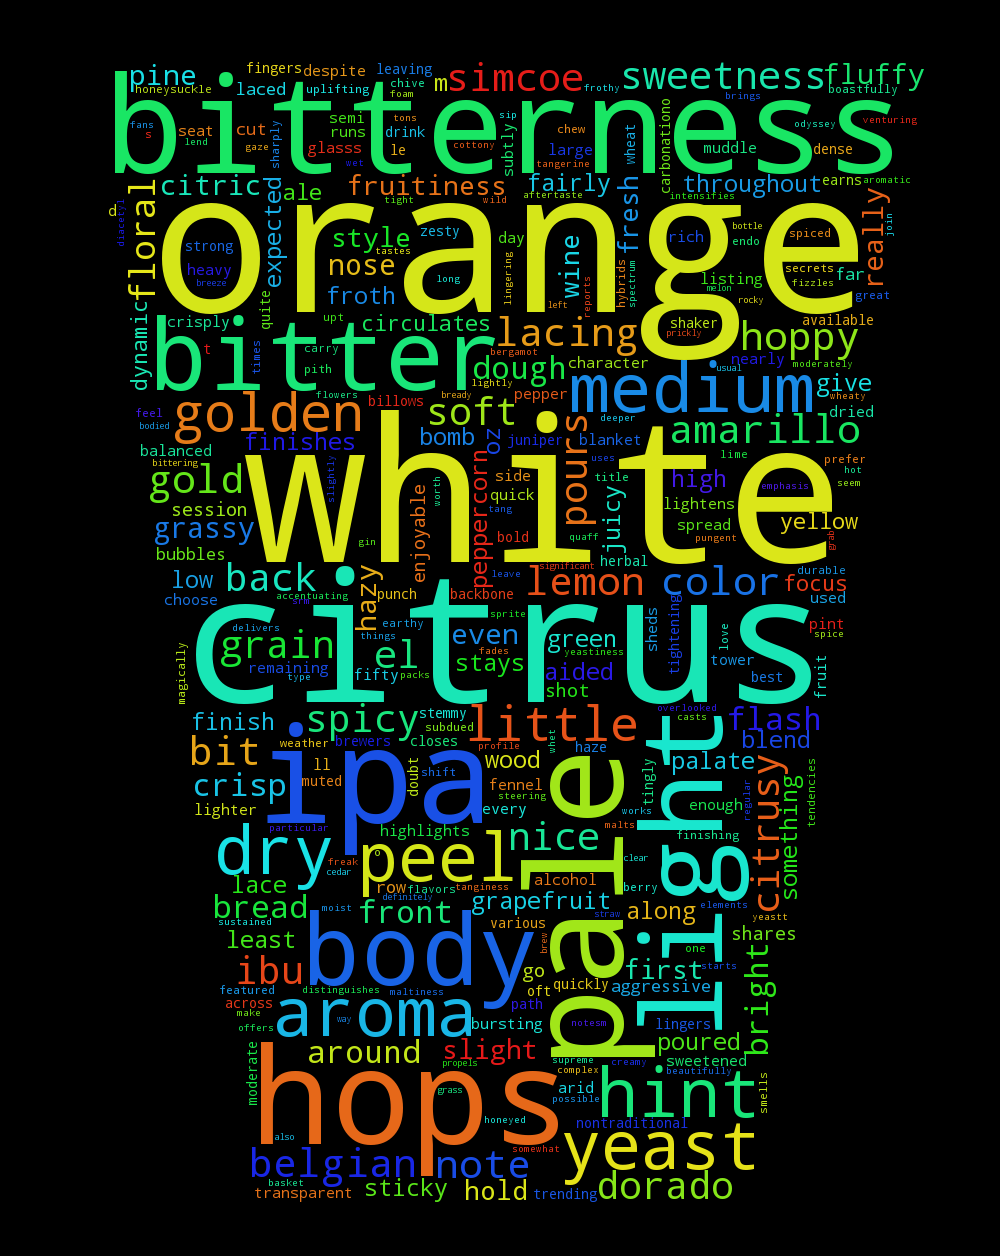 fingers despite leaving
pine simcoe sweetness fluffy
honeysuckle laced uplifting chive m frothy boastfully
foam
bitterness
fans semi tons sip brings odyssey venturing
s seat cut runs drink chew wheat carbonationo
lend gaze sharply glasss le cottony subtly large muddle dense
wet tangerine
citric ale fruitiness fairly throughout earns aromatic
tight wild aftertaste intensifies
d diacetyl floral expected orange fresh really join
strong style zesty day wine rich bottle endo spiced
heavy nose tastes lingering hybrids spectrum listing secrets far
breeze froth long left reports melon fizzles great
dynamic quite upt rocky
crisply circulates lacing shaker available
t times carry bergamot prickly hoppy
bitter dough character nearly moderately
pith lightly usual
flowers bready pepper medium give wheaty
feel golden billows soft deeper dried
bodied finishes bomb oz juniper blanket amarillo
balanced uses lime prefer
bittering slightly white peppercorn side pours title high hot
gold worth quick juicy emphasis seem
session enjoyable tang lightens
grassy bold quaff spread pungent yellow grab
bubbles gin herbal
low back hazy significant lemon color focus durable
leave
choose accentuating punch backbone used
srm sprite
citrus
delivers earthy sheds tightening love pint
grain things even green spice
el fades yeastiness tower fruit
magically remaining fifty packs stays aided best
type shot
overlooked
finish spicy stemmy little casts flash
subdued
bit weather brewers closes whet haze blend
profile
ll doubt wood light palate
crisp ipa muted shift fennel pale tingly regular citrusy something tendencies
steering
lighter every works enough
particular highlights nice malts finishing
dry o peel clear
freak row flavors tanginess alcohol berry
cedar
lace definitely grapefruit elements
bread moist front various straw along yeastt
sustained shares
least body brew one
ibu go first starts bright
featured distinguishes maltiness oft quickly aggressive
across path
make aroma
offers way bursting notesm lingers
around slight poured
moderate propels supreme creamy sweetened
complex beautifully
hops grass arid hint smells
possible
honeyed nontraditional
also somewhat yeast
belgian note
basket
transparent sticky hold trending dorado